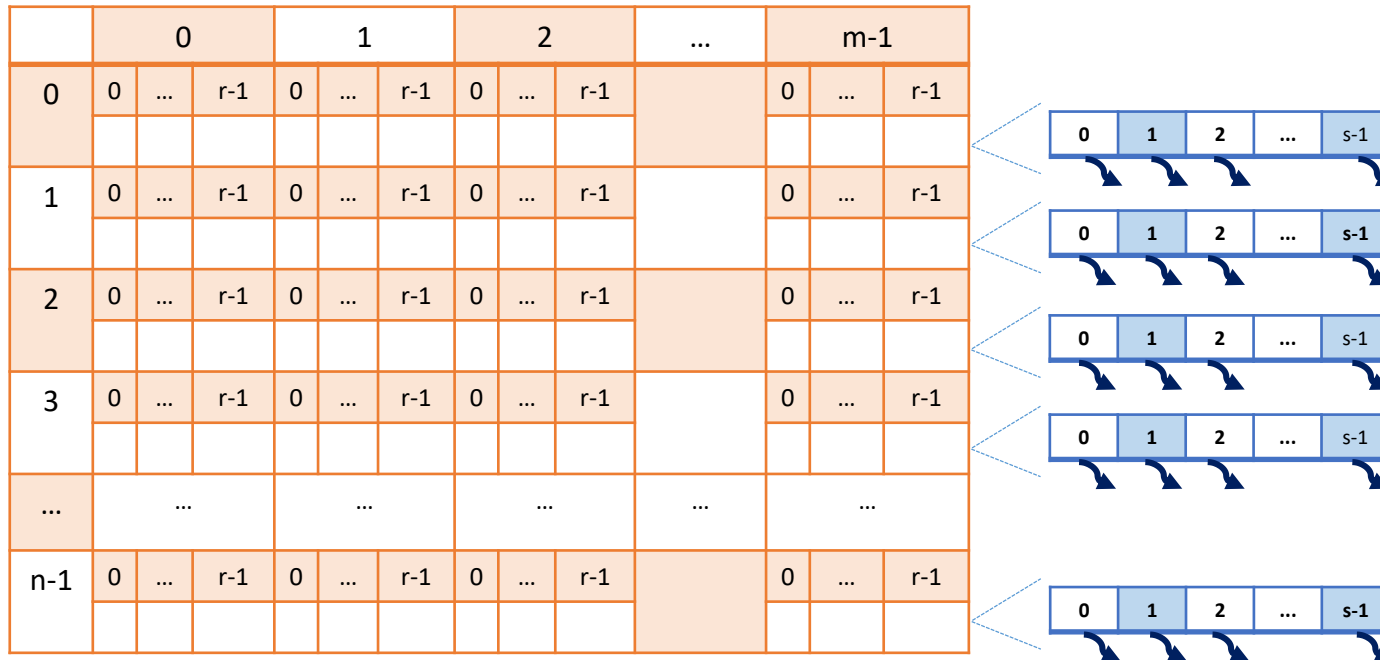 0 1 2 ... m-1
0 0 ... r-1 0 ... r-1 0 ... r-1 0 ... r-1
0 1 2 ... s-1
1 0 ... r-1 0 ... r-1 0 ... r-1 0 ... r-1
0 1 2 ... s-1
2 0 ... r-1 0 ... r-1 0 ... r-1 0 ... r-1
0 1 2 ... s-1
3 0 ... r-1 0 ... r-1 0 ... r-1 0 ... r-1
0 1 2 ... s-1
... ... ... ... ... ...
n-1 0 ... r-1 0 ... r-1 0 ... r-1 0 ... r-1
0 1 2 ... s-1